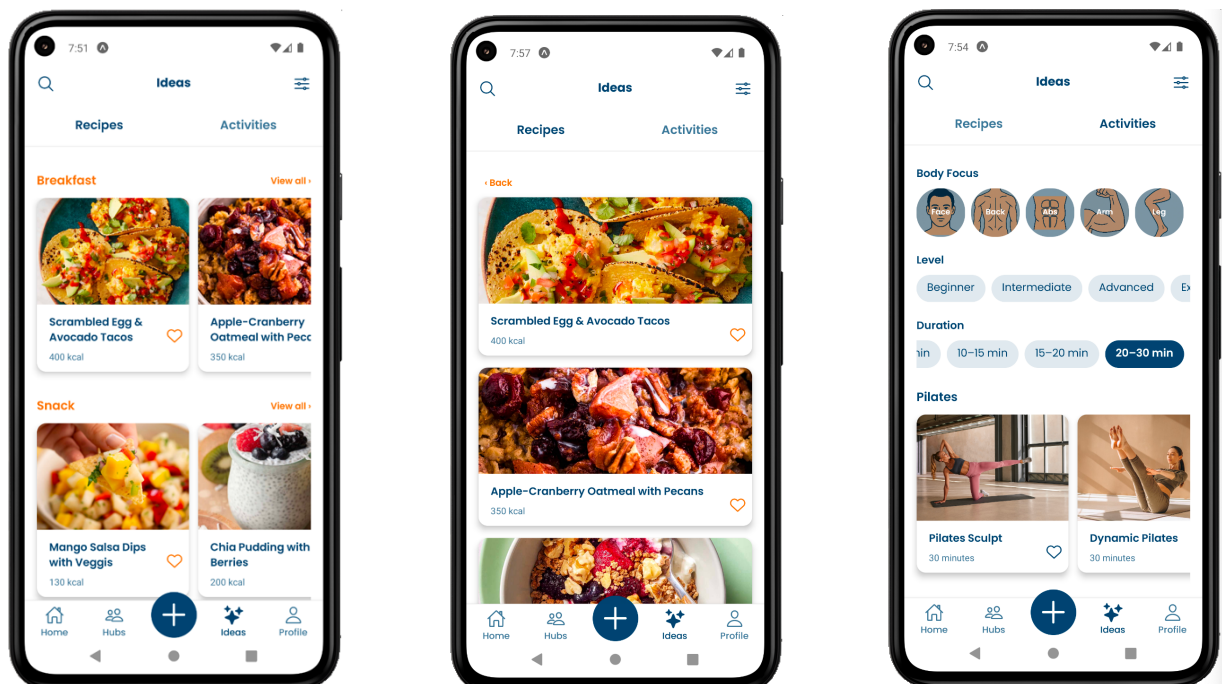 7:51
Ideas
Recipes Activities
Breakfast View all ›
Scrambled Egg &
Avocado Tacos
400 kcal
Apple-Cranberry
Oatmeal with Pec
350 kcal
Snack View all ›
Mango Salsa Dips
with Veggis
130 kcal
Chia Pudding with
Berries
200 kcal
Home Hubs Ideas Profile
7:57
Ideas
Recipes Activities
‹ Back
Scrambled Egg & Avocado Tacos
400 kcal
Apple-Cranberry Oatmeal with Pecans
350 kcal
Home Hubs Ideas Profile
7:54
Ideas
Recipes Activities
Body Focus
Face Back Abs Arm Leg
Level
Beginner Intermediate Advanced Ex
Duration
nin 10–15 min 15–20 min 20–30 min
Pilates
Pilates Sculpt
30 minutes
Dynamic Pilates
30 minutes
Home Hubs Ideas Profile